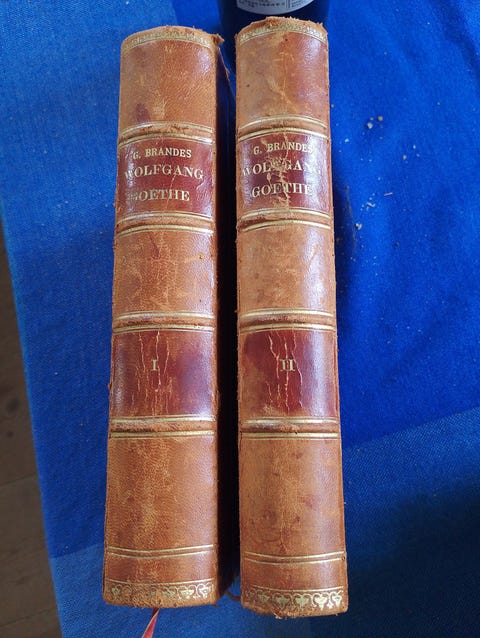 G. BRANDES
WOLFGANG
GOETHE
I
G. BRANDES
WOLFGANG
GOETHE
II